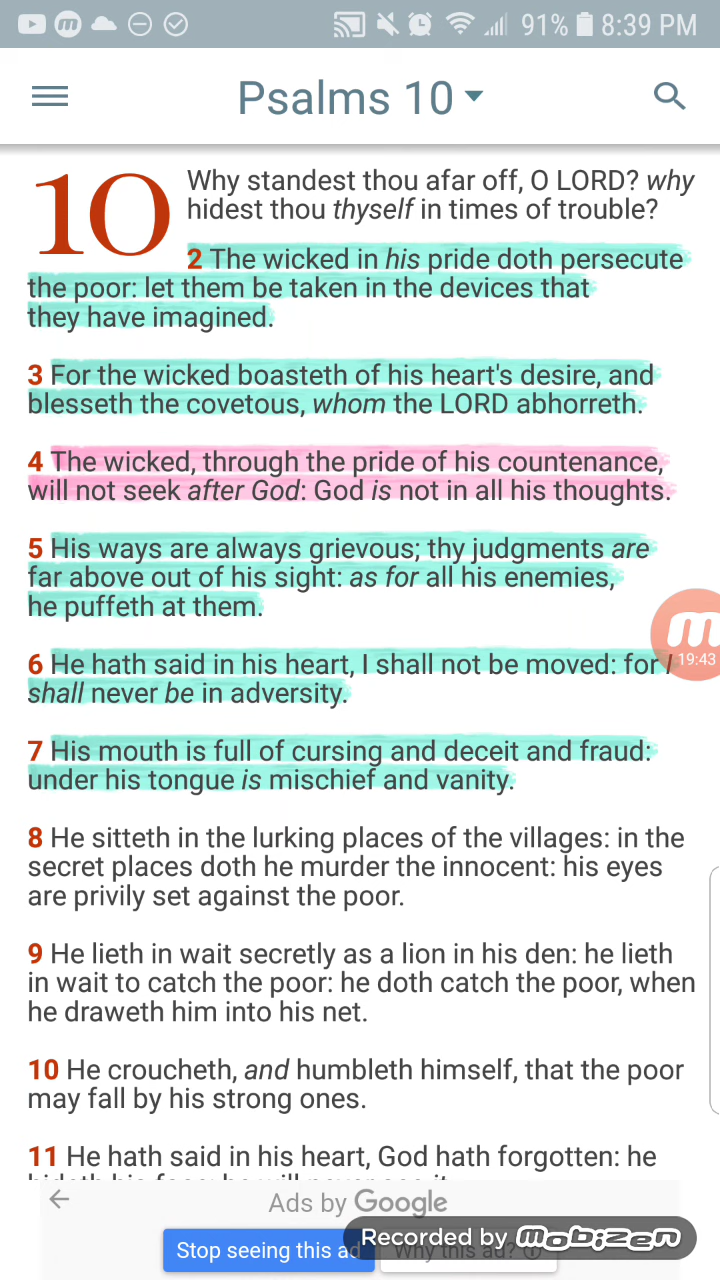 91% 8:39 PM
Psalms 10
10 Why standest thou afar off, O LORD? why
hidest thou thyself in times of trouble?
2 The wicked in his pride doth persecute
the poor: let them be taken in the devices that
they have imagined.
3 For the wicked boasteth of his heart's desire, and
blesseth the covetous, whom the LORD abhorreth.
4 The wicked, through the pride of his countenance,
will not seek after God: God is not in all his thoughts.
5 His ways are always grievous; thy judgments are
far above out of his sight: as for all his enemies,
he puffeth at them.
6 He hath said in his heart, I shall not be moved: for I
shall never be in adversity.
m
19:43
7 His mouth is full of cursing and deceit and fraud:
under his tongue is mischief and vanity.
8 He sitteth in the lurking places of the villages: in the
secret places doth he murder the innocent: his eyes
are privily set against the poor.
9 He lieth in wait secretly as a lion in his den: he lieth
in wait to catch the poor: he doth catch the poor, when
he draweth him into his net.
10 He croucheth, and humbleth himself, that the poor
may fall by his strong ones.
11 He hath said in his heart, God hath forgotten: he
Ads by Google
Recorded by Mobizen
Stop seeing this ad
Why this ad?